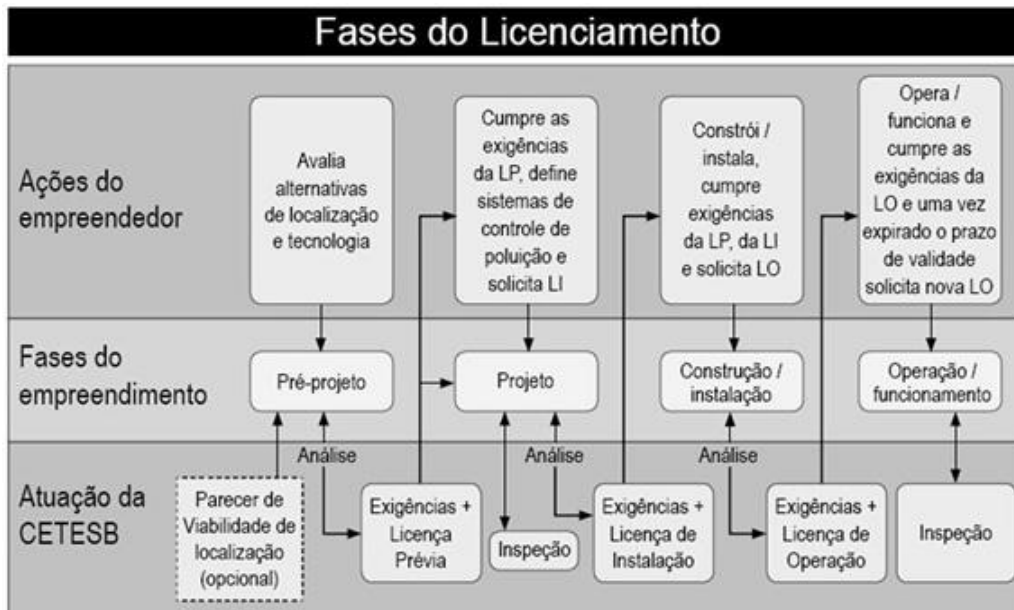 Fases do Licenciamento
Ações do
empreendedor
Avalia
alternativas
de localização
e tecnologia
Cumpre as
exigências
da LP, define
sistemas de
controle de
poluição e
solicita LI
Constrói /
instala,
cumpre
exigências
da LP, da LI
e solicita LO
Opera /
funciona e
cumpre as
exigências da
LO e uma vez
expirado o prazo
de validade
solicita nova LO
Fases do
empreendimento
Pré-projeto
Projeto
Construção /
instalação
Operação /
funcionamento
Atuação da
CETESB
Análise
Análise
Análise
Parecer de
Viabilidade de
localização
(opcional)
Exigências +
Licença
Prévia
Inspeção
Exigências +
Licença de
Instalação
Exigências +
Licença de
Operação
Inspeção